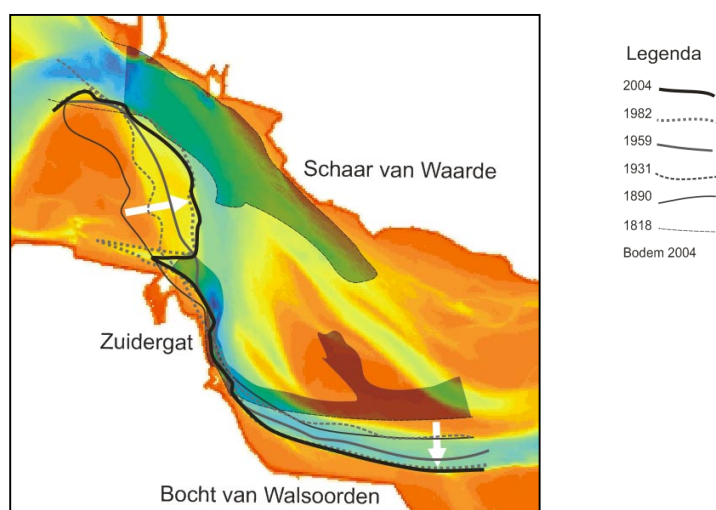 Schaar van Waarde
Zuidergat
Bocht van Walsoorden
Legenda
2004
1982
1959
1931
1890
1818
Bodem 2004